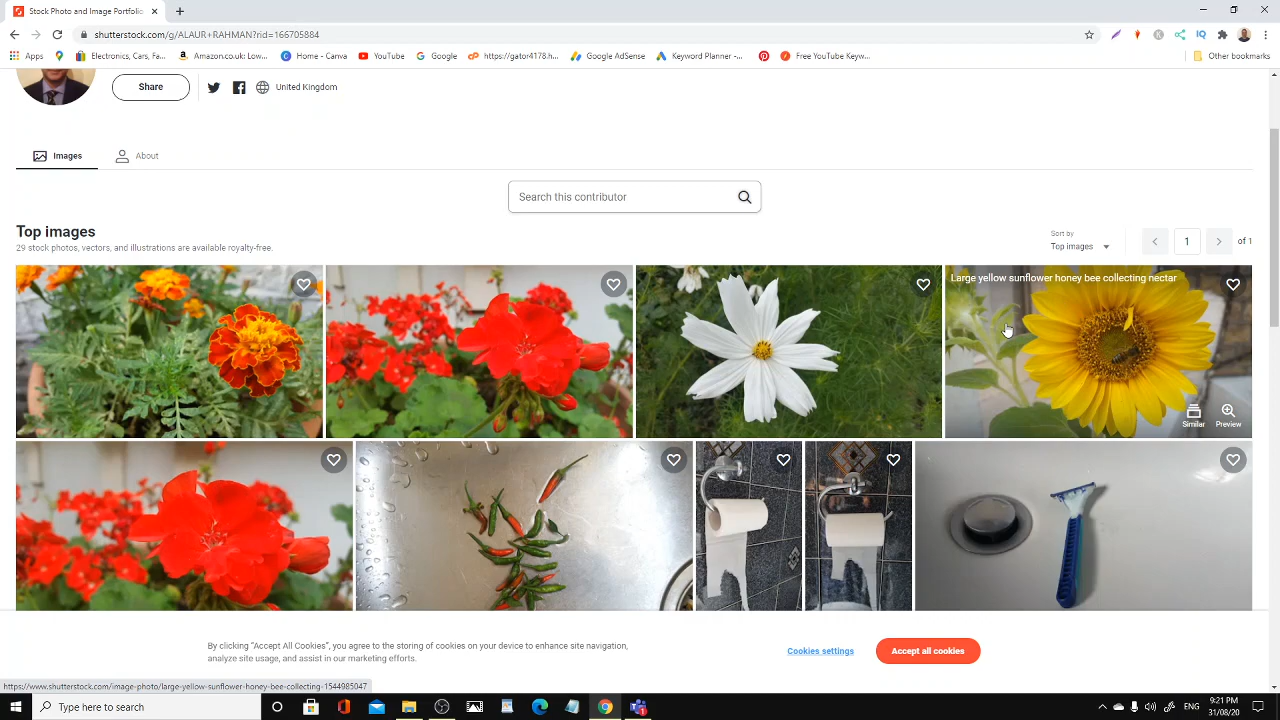 Stock Photo and Image Portfolio
shutterstock.com/g/ALAUR+RAHMAN?rid=166705884
Apps
Electronics, Cars, Fa...
Amazon.co.uk: Low...
Home - Canva
YouTube
Google
https://gator4178.h...
Google AdSense
Keyword Planner -...
Free YouTube Keyw...
Other bookmarks
Share
United Kingdom
Images
About
Search this contributor
Top images
29 stock photos, vectors, and illustrations are available royalty-free.
Sort by
Top images
1
of 1
Large yellow sunflower honey bee collecting nectar
Similar
Preview
By clicking "Accept All Cookies", you agree to the storing of cookies on your device to enhance site navigation,
analyze site usage, and assist in our marketing efforts.
Cookies settings
Accept all cookies
https://www.shutterstock.com/image-photo/large-yellow-sunflower-honey-bee-collecting-1544985047
Type here to search
ENG
9:21 PM
31/08/20